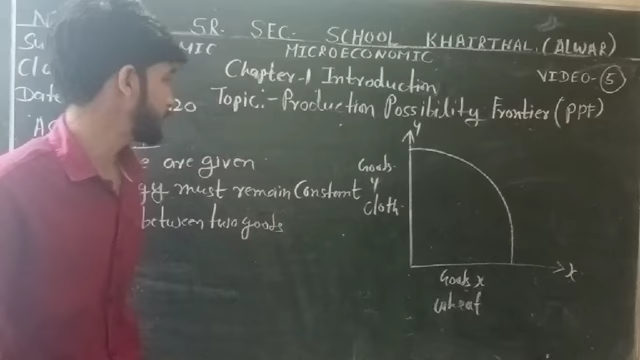 N SR. SEC. SCHOOL KHAIRTHAL (ALWAR)
Su OMIC MICROECONOMIC
Cla Chapter-1 Introduction VIDEO-5
Date 20 Topic:- Production Possibility Frontier (PPF)
As
e are given
gy must remain Constant
between two goods
y
Goods
y
cloth
x
Goods x
wheat